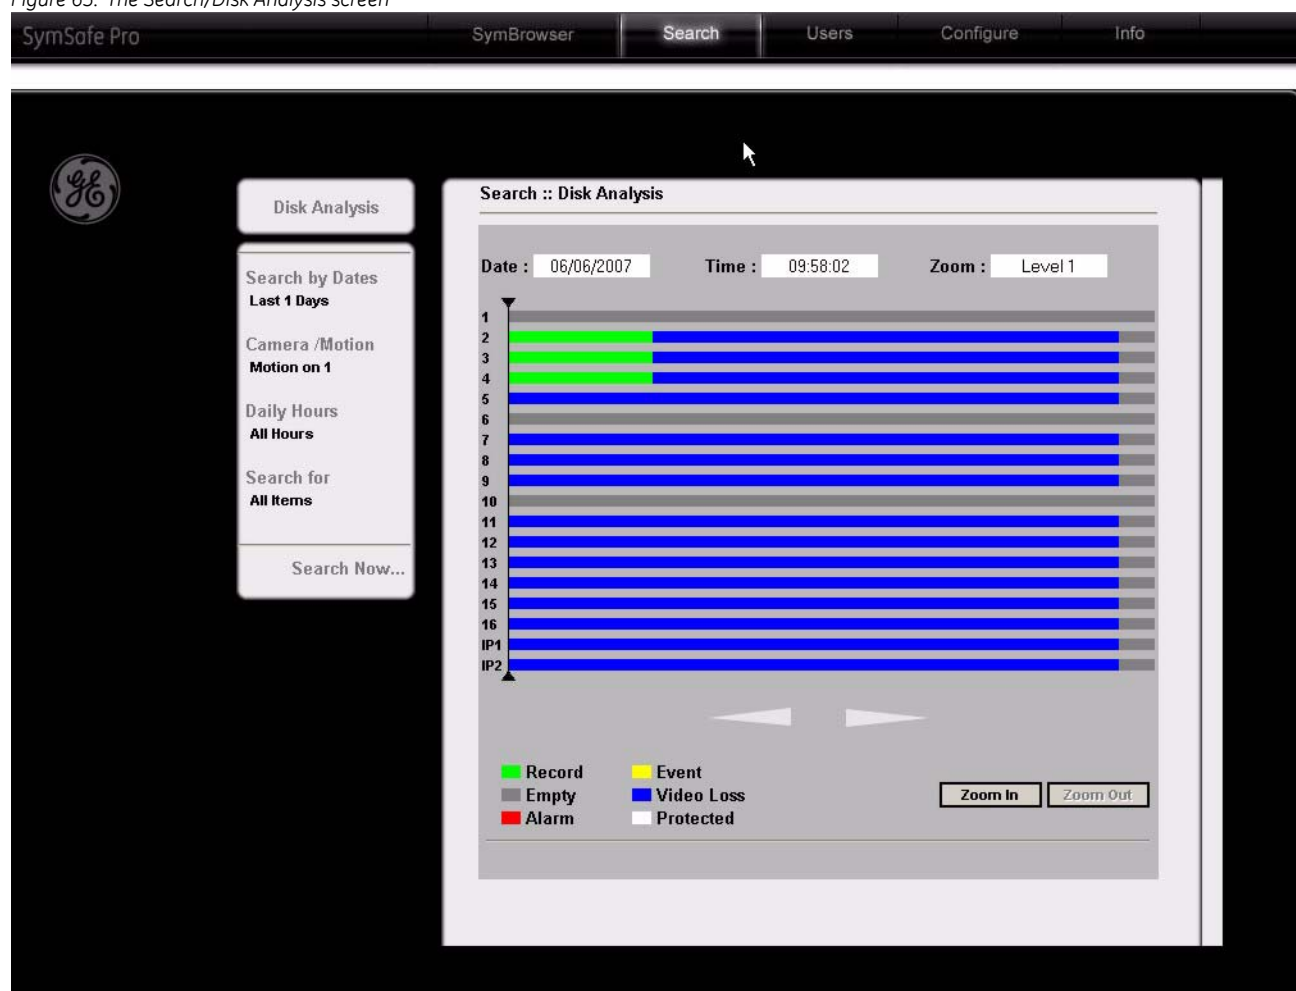 Figure 65. The Search/Disk Analysis screen
SymSafe Pro SymBrowser Search Users Configure Info
GE
Disk Analysis
Search by Dates
Last 1 Days
Camera /Motion
Motion on 1
Daily Hours
All Hours
Search for
All Items
Search Now...
Search :: Disk Analysis
Date : 06/06/2007 Time : 09:58:02 Zoom : Level 1
1
2
3
4
5
6
7
8
9
10
11
12
13
14
15
16
IP1
IP2
Record Event
Empty Video Loss
Alarm Protected
Zoom In Zoom Out